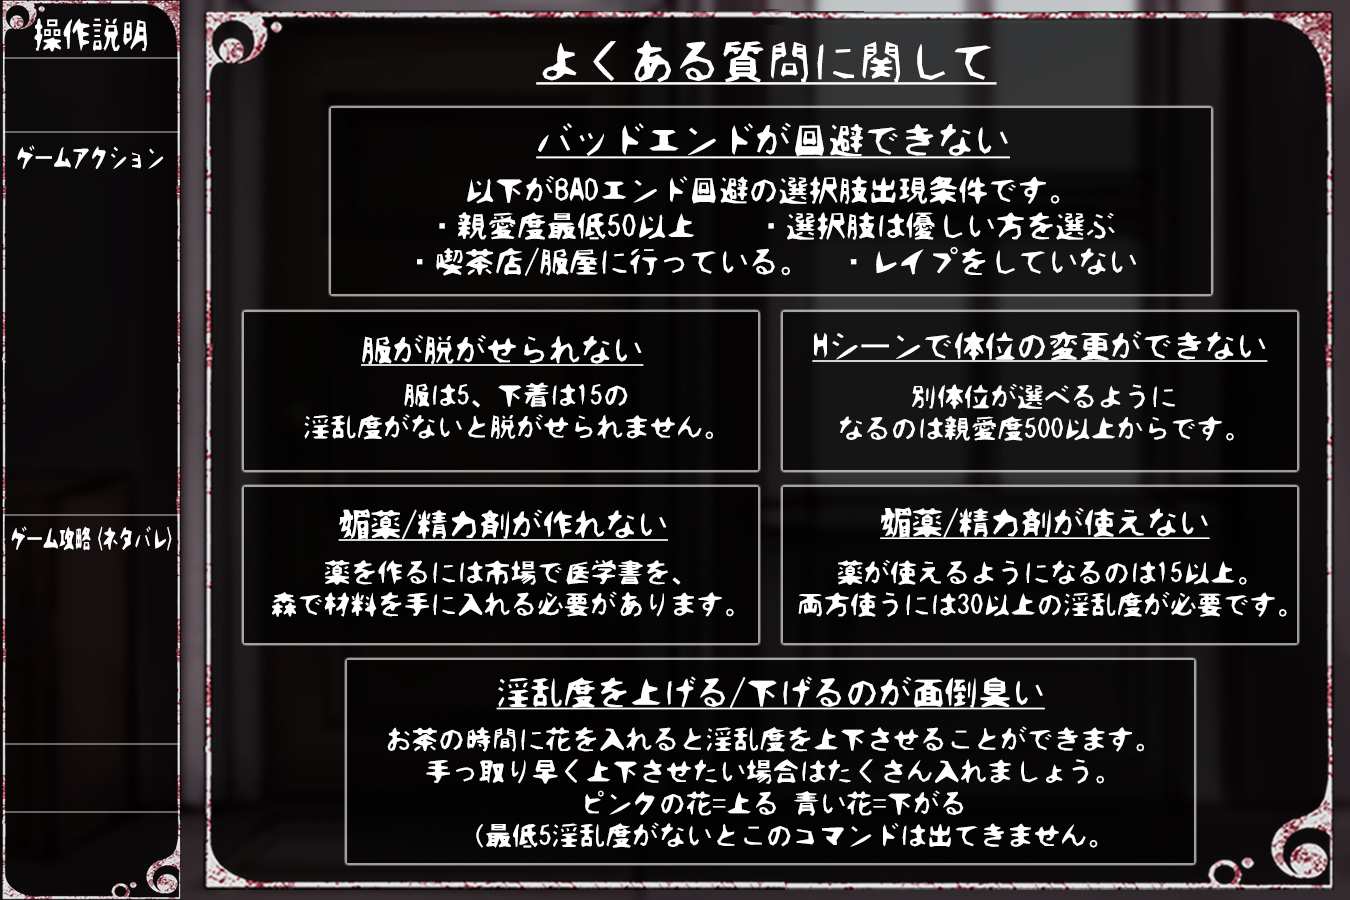 操作説明
ゲームアクション
ゲーム攻略(ネタバレ)
よくある質問に関して
バッドエンドが回避できない
以下がBADエンド回避の選択肢出現条件です。
・親愛度最低50以上　・選択肢は優しい方を選ぶ
・喫茶店/服屋に行っている。　・レイプをしていない
服が脱がせられない
服は5、下着は15の
淫乱度がないと脱がせられません。
Hシーンで体位の変更ができない
別体位が選べるように
なるのは親愛度500以上からです。
媚薬/精力剤が作れない
薬を作るには市場で医学書を、
森で材料を手に入れる必要があります。
媚薬/精力剤が使えない
薬が使えるようになるのは15以上。
両方使うには30以上の淫乱度が必要です。
淫乱度を上げる/下げるのが面倒臭い
お茶の時間に花を入れると淫乱度を上下させることができます。
手っ取り早く上下させたい場合はたくさん入れましょう。
ピンクの花=上る 青い花=下がる
(最低5淫乱度がないとこのコマンドは出てきません。